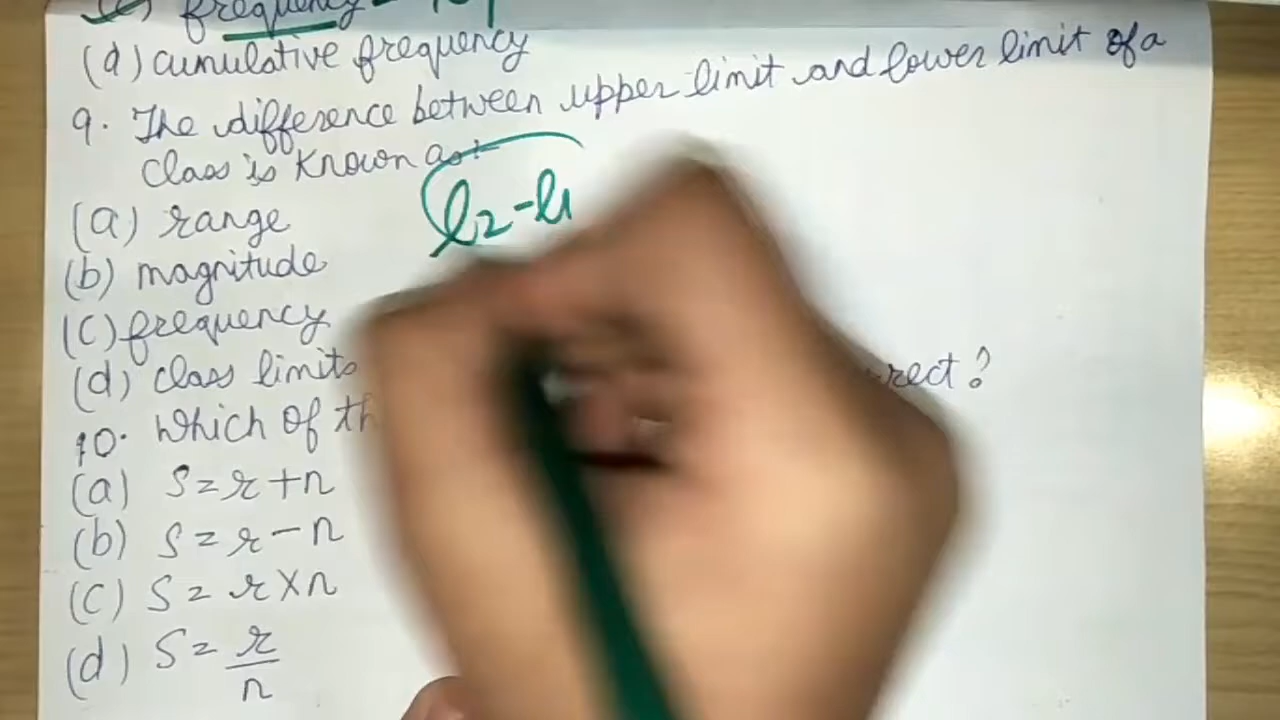 frequency
(d) cumulative frequency
9. The difference between upper limit and lower limit of a
class is known as:-
l2-l1
(a) range
(b) magnitude
(c) frequency
(d) class limits
10. Which of th rect?
(a) S = r + n
(b) S = r - n
(c) S = r × n
(d) S = r/n